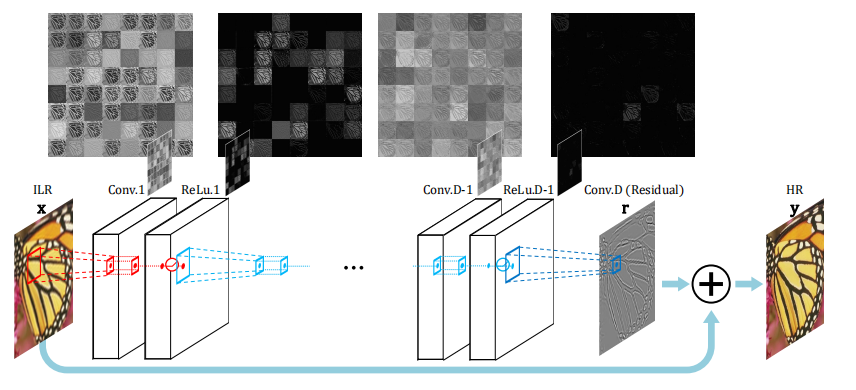 ILR
x
Conv.1
ReLu.1
...
Conv.D-1
ReLu.D-1
Conv.D (Residual)
r
HR
y